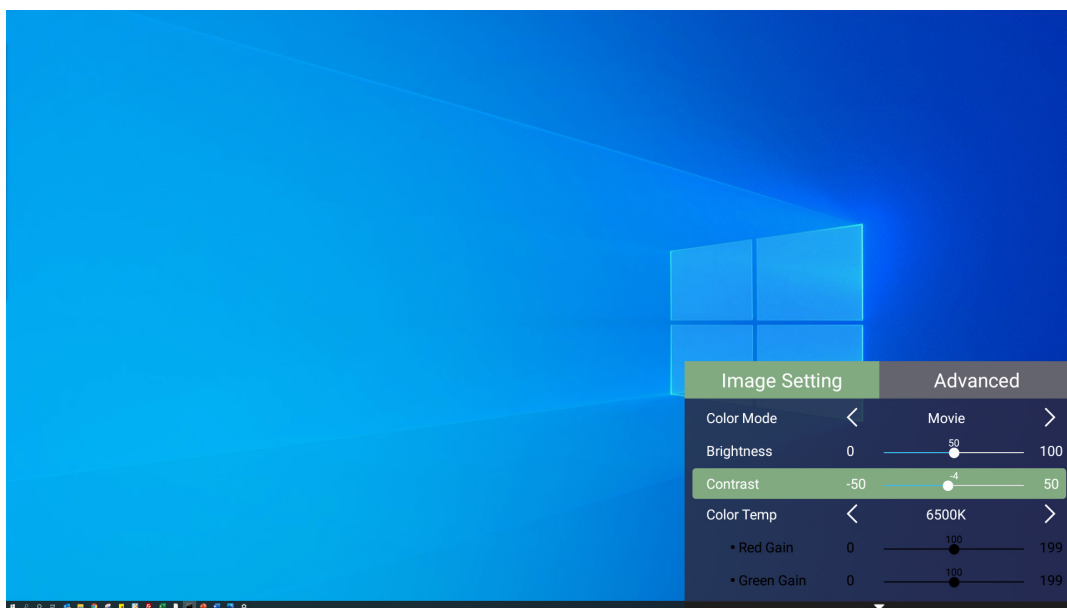 Image Setting Advanced
Color Mode Movie
Brightness 0 50 100
Contrast -50 -4 50
Color Temp 6500K
• Red Gain 0 100 199
• Green Gain 0 100 199